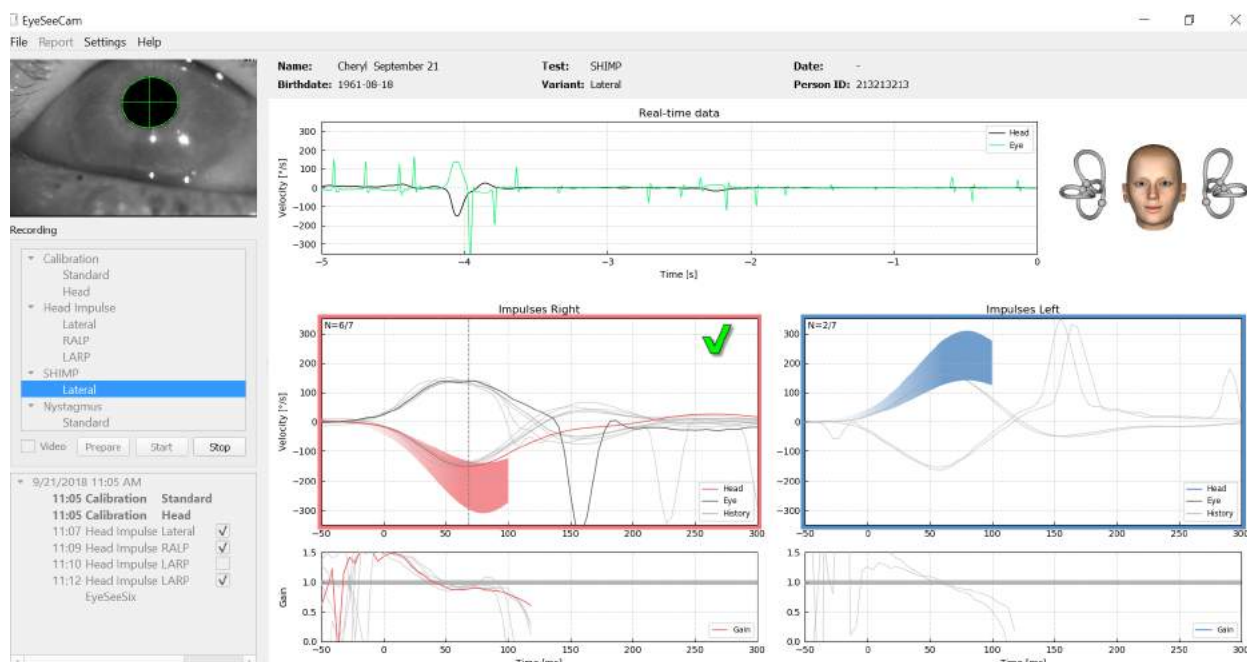 EyeSeeCam
File Report Settings Help
Name: Cheryl September 21 Test: SHIMP Date: -
Birthdate: 1961-08-18 Variant: Lateral Person ID: 213213213
Real-time data
Velocity [°/s]
300
200
100
0
−100
−200
−300
Head
Eye
−5 −4 −3 −2 −1 0
Time [s]
Recording
Calibration
Standard
Head
Head Impulse
Lateral
RALP
LARP
SHIMP
Lateral
Nystagmus
Standard
Video Prepare Start Stop
9/21/2018 11:05 AM
11:05 Calibration Standard
11:05 Calibration Head
11:07 Head Impulse Lateral
11:09 Head Impulse RALP
11:10 Head Impulse LARP
11:12 Head Impulse LARP
EyeSeeSix
Impulses Right
N=6/7
Velocity [°/s]
300
200
100
0
−100
−200
−300
Head
Eye
History
−50 0 50 100 150 200 250 300
Impulses Left
N=2/7
300
200
100
0
−100
−200
−300
Head
Eye
History
−50 0 50 100 150 200 250 300
Gain
1.5
1.0
0.5
0.0
Gain
−50 0 50 100 150 200 250 300
Time [ms]
1.5
1.0
0.5
0.0
Gain
−50 0 50 100 150 200 250 300
Time [ms]